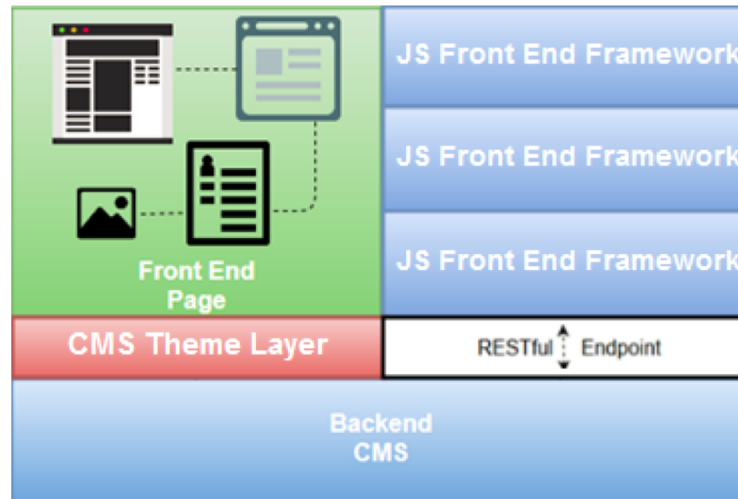 JS Front End Framework
JS Front End Framework
JS Front End Framework
Front End
Page
CMS Theme Layer
RESTful Endpoint
Backend
CMS